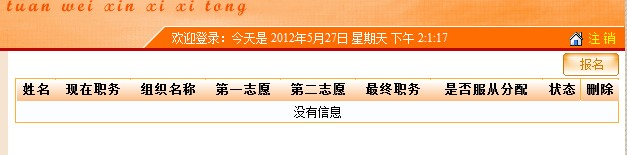 tuan wei xin xi xi tong
欢迎登录：今天是 2012年5月27日 星期天 下午 2:1:17 注 销
报名
姓名 现在职务 组织名称 第一志愿 第二志愿 最终职务 是否服从分配 状态 删除
没有信息